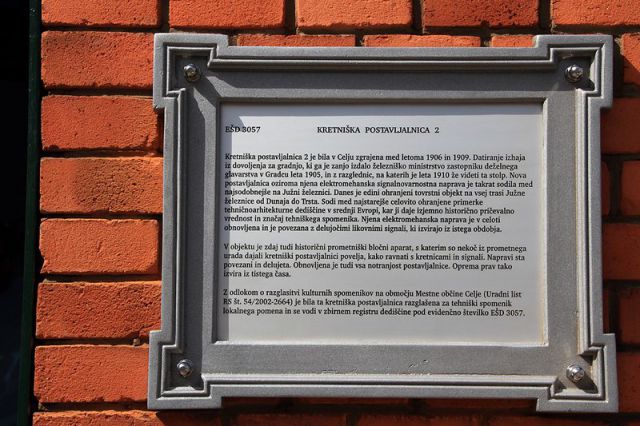 EŠD 3057 KRETNIŠKA POSTAVLJALNICA 2
Kretniška postavljalnica 2 je bila v Celju zgrajena med letoma 1906 in 1909. Datiranje izhaja
iz dovoljenja za gradnjo, ki ga je zanjo izdalo železniško ministrstvo zastopniku deželnega
glavarstva v Gradcu leta 1905, in z razglednic, na katerih je leta 1910 že videti ta stolp. Nova
postavljalnica oziroma njena elektromehanska signalnovarnostna naprava je takrat sodila med
najsodobnejše na Južni železnici. Danes je edini ohranjeni tovrstni objekt na vsej trasi Južne
železnice od Dunaja do Trsta. Sodi med najstarejše celovito ohranjene primerke
tehničnoarhitekturne dediščine v srednji Evropi, kar ji daje izjemno historično pričevalno
vrednost in značaj tehniškega spomenika. Njena elektromehanska naprava je v celoti
obnovljena in je povezana z delujočimi likovnimi signali, ki izvirajo iz istega obdobja.
V objektu je zdaj tudi historični prometniški bločni aparat, s katerim so nekoč iz prometnega
urada dajali kretniški postavljalnici povelja, kako ravnati s kretnicami in signali. Napravi sta
povezani in delujeta. Obnovljena je tudi vsa notranjost postavljalnice. Oprema prav tako
izvira iz tistega časa.
Z odlokom o razglasitvi kulturnih spomenikov na območju Mestne občine Celje (Uradni list
RS št. 54/2002-2664) je bila ta kretniška postavljalnica razglašena za tehniški spomenik
lokalnega pomena in se vodi v zbirnem registru dediščine pod evidenčno številko EŠD 3057.